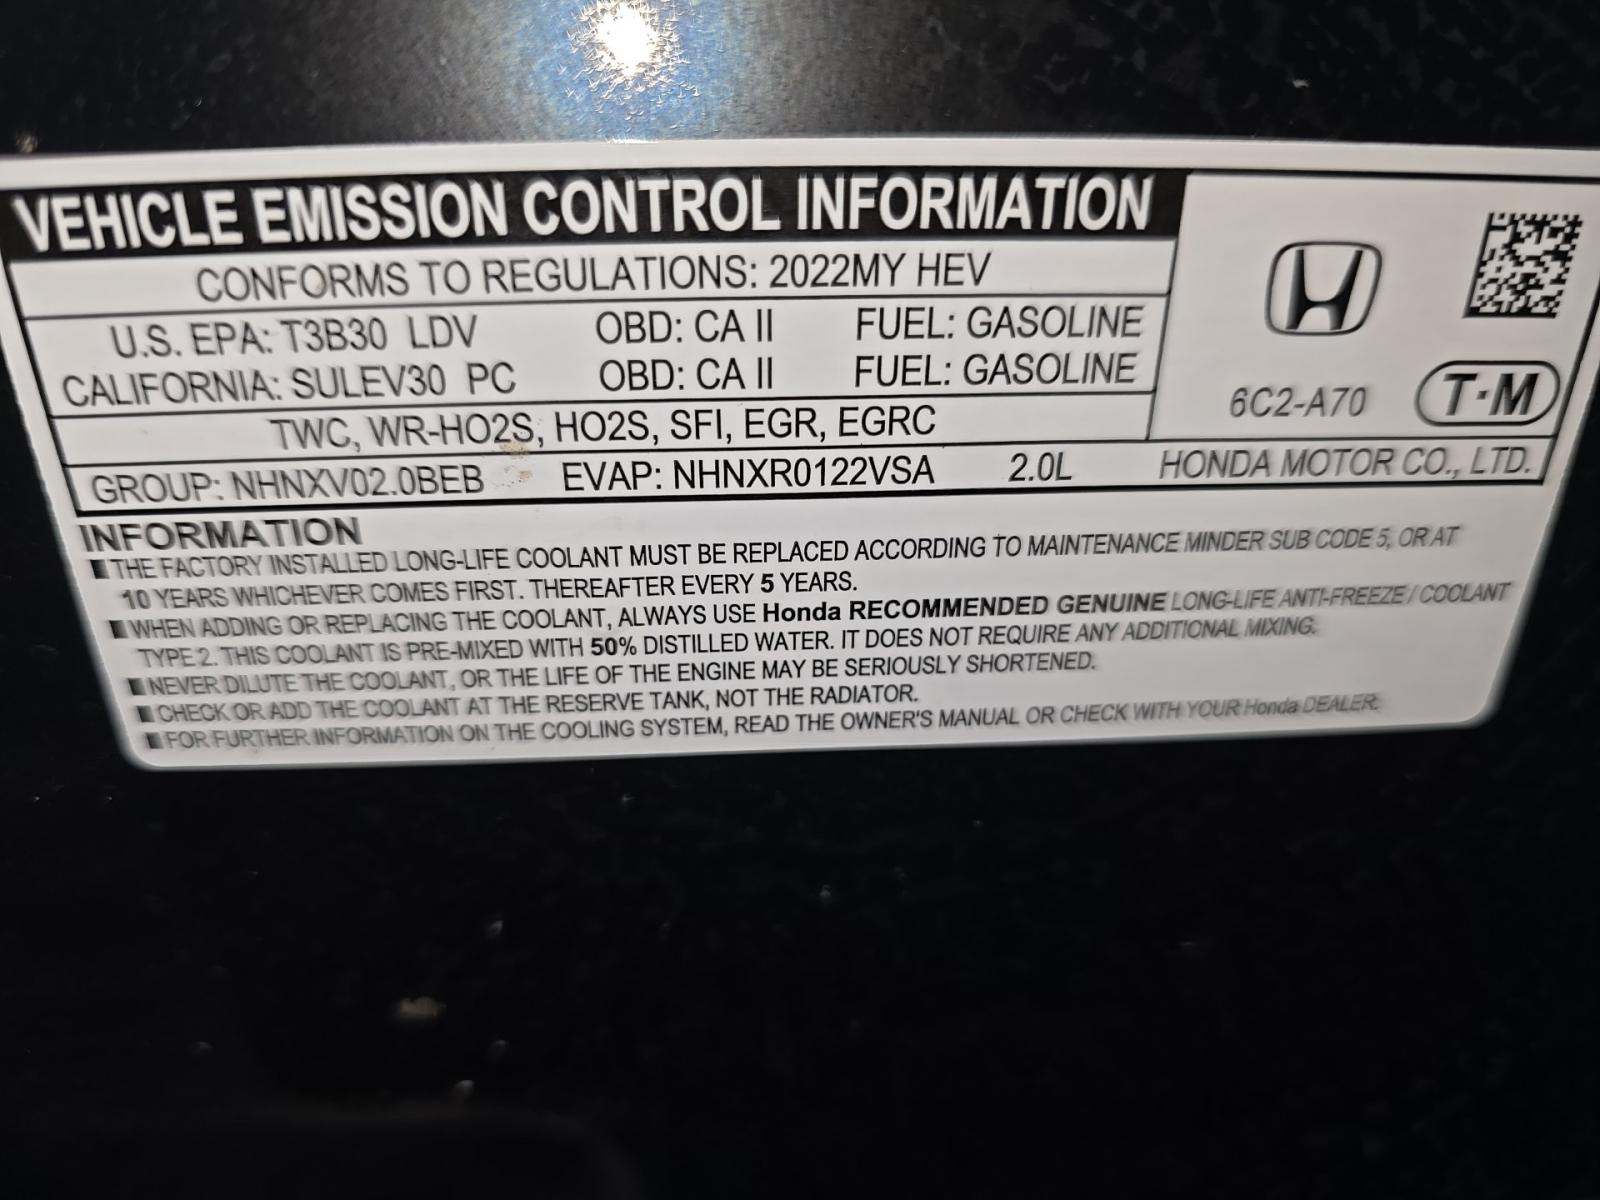 VEHICLE EMISSION CONTROL INFORMATION
CONFORMS TO REGULATIONS: 2022MY HEV
U.S. EPA: T3B30 LDV OBD: CA II FUEL: GASOLINE
CALIFORNIA: SULEV30 PC OBD: CA II FUEL: GASOLINE
6C2-A70 T·M
TWC, WR-HO2S, HO2S, SFI, EGR, EGRC
GROUP: NHNXV02.0BEB EVAP: NHNXR0122VSA 2.0L HONDA MOTOR CO., LTD.
INFORMATION
THE FACTORY INSTALLED LONG-LIFE COOLANT MUST BE REPLACED ACCORDING TO MAINTENANCE MINDER SUB CODE 5, OR AT
10 YEARS WHICHEVER COMES FIRST. THEREAFTER EVERY 5 YEARS.
WHEN ADDING OR REPLACING THE COOLANT, ALWAYS USE Honda RECOMMENDED GENUINE LONG-LIFE ANTI-FREEZE / COOLANT
TYPE 2. THIS COOLANT IS PRE-MIXED WITH 50% DISTILLED WATER. IT DOES NOT REQUIRE ANY ADDITIONAL MIXING.
NEVER DILUTE THE COOLANT, OR THE LIFE OF THE ENGINE MAY BE SERIOUSLY SHORTENED.
CHECK OR ADD THE COOLANT AT THE RESERVE TANK, NOT THE RADIATOR.
FOR FURTHER INFORMATION ON THE COOLING SYSTEM, READ THE OWNER'S MANUAL OR CHECK WITH YOUR Honda DEALER.